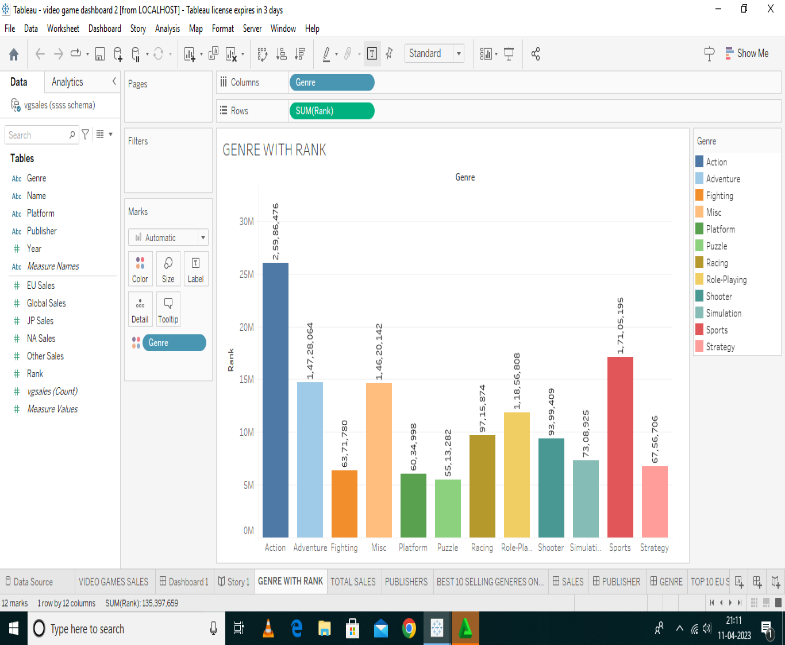 Tableau - video game dashboard 2 [from LOCALHOST] - Tableau license expires in 3 days
File Data Worksheet Dashboard Story Analysis Map Format Server Window Help
Standard
Show Me
Data Analytics
vgsales (ssss schema)
Search
Tables
Abc Genre
Abc Name
Abc Platform
Abc Publisher
# Year
Abc Measure Names
# EU Sales
# Global Sales
# JP Sales
# NA Sales
# Other Sales
# Rank
# vgsales (Count)
# Measure Values
Pages
Filters
Marks
Automatic
Color Size Label
Detail Tooltip
Genre
Columns Genre
Rows SUM(Rank)
GENRE WITH RANK
Genre
Rank
30M
25M
20M
15M
10M
5M
0M
2,59,86,476
1,47,28,064
63,71,780
1,46,20,142
60,34,998
55,13,282
97,15,874
1,18,56,808
93,99,409
73,08,925
1,71,05,195
67,56,706
Action Adventure Fighting Misc Platform Puzzle Racing Role-Pla.. Shooter Simulati.. Sports Strategy
Genre
Action
Adventure
Fighting
Misc
Platform
Puzzle
Racing
Role-Playing
Shooter
Simulation
Sports
Strategy
Data Source VIDEO GAMES SALES Dashboard 1 Story 1 GENRE WITH RANK TOTAL SALES PUBLISHERS BEST 10 SELLING GENERES ON... SALES PUBLISHER GENRE TOP 10 EU S
12 marks 1 row by 12 columns SUM(Rank): 135,397,659
Type here to search
21:11
11-04-2023
1